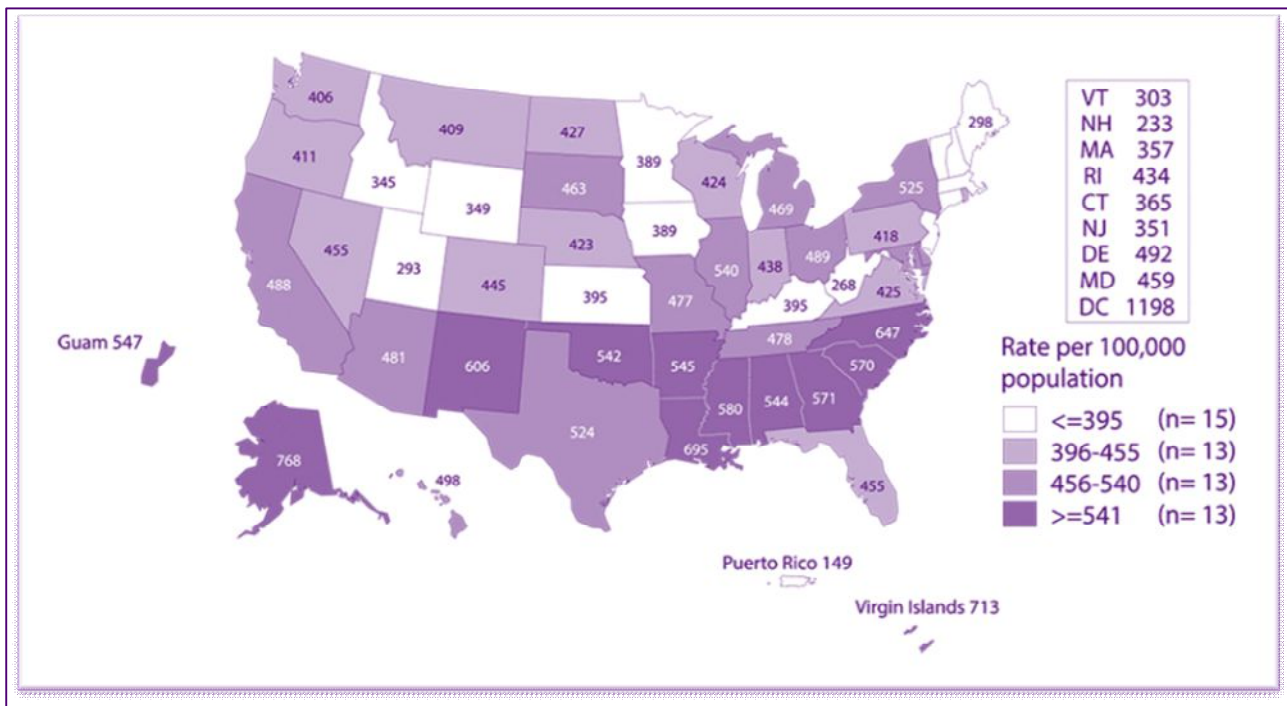 406
409
427
298
411
389
424
345
463
525
349
469
389
423
418
455
489
540
438
293
268
445
488
425
395
477
395
647
478
481
542
606
545
570
580
544
571
524
695
768
498
455
VT 303
NH 233
MA 357
RI 434
CT 365
NJ 351
DE 492
MD 459
DC 1198
Guam 547
Rate per 100,000
population
<=395 (n= 15)
396-455 (n= 13)
456-540 (n= 13)
>=541 (n= 13)
Puerto Rico 149
Virgin Islands 713